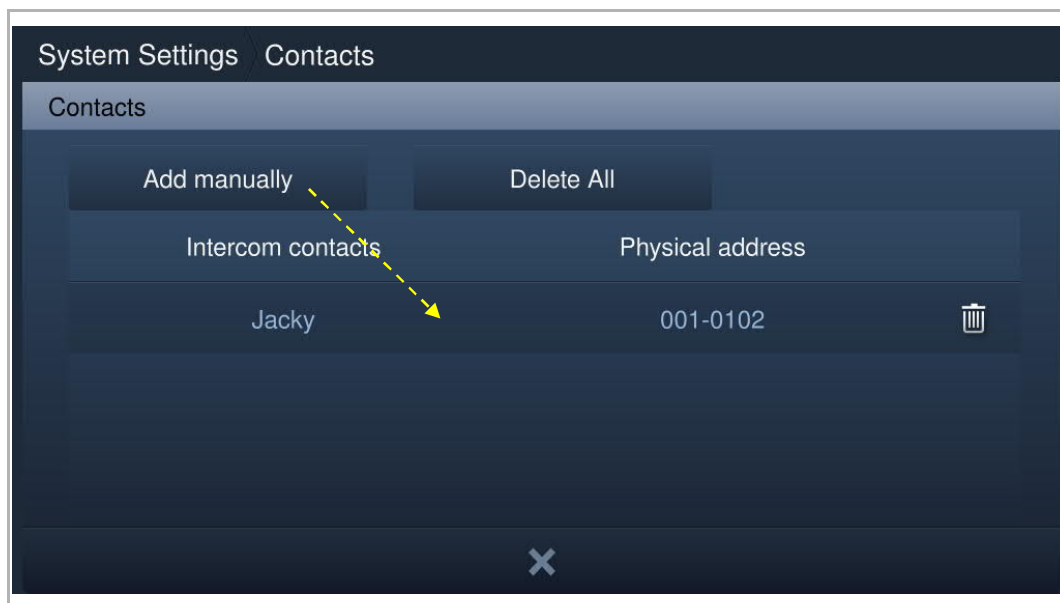 System Settings Contacts
Contacts
Add manually Delete All
Intercom contacts Physical address
Jacky 001-0102